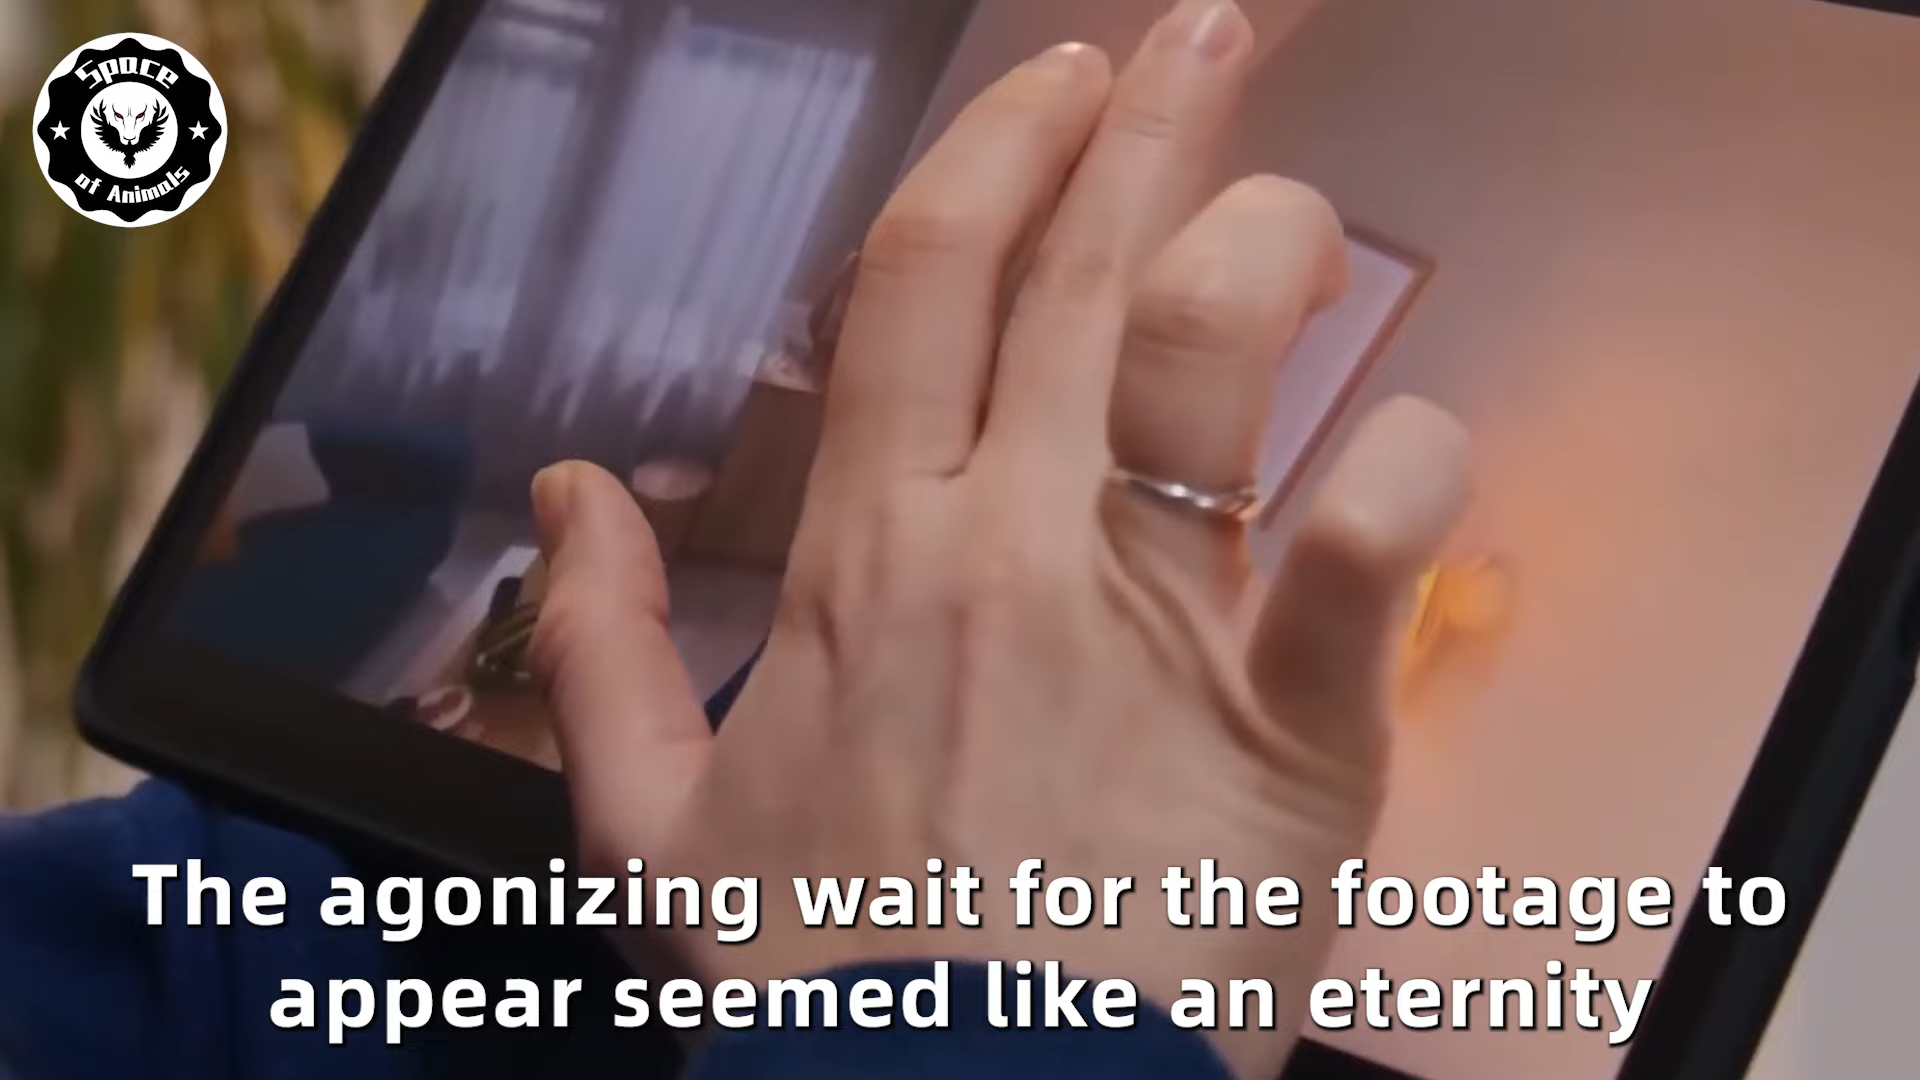 Space
of Animals
The agonizing wait for the footage to
appear seemed like an eternity